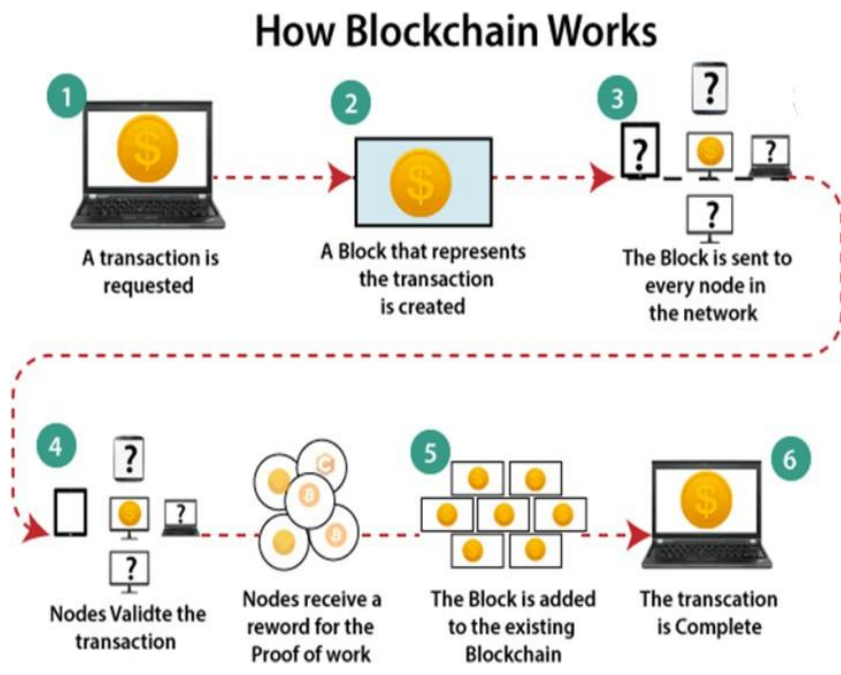 How Blockchain Works
1
2
3
A transaction is
requested
A Block that represents
the transaction
is created
The Block is sent to
every node in
the network
4
5
6
Nodes Validte the
transaction
Nodes receive a
reword for the
Proof of work
The Block is added
to the existing
Blockchain
The transcation
is Complete